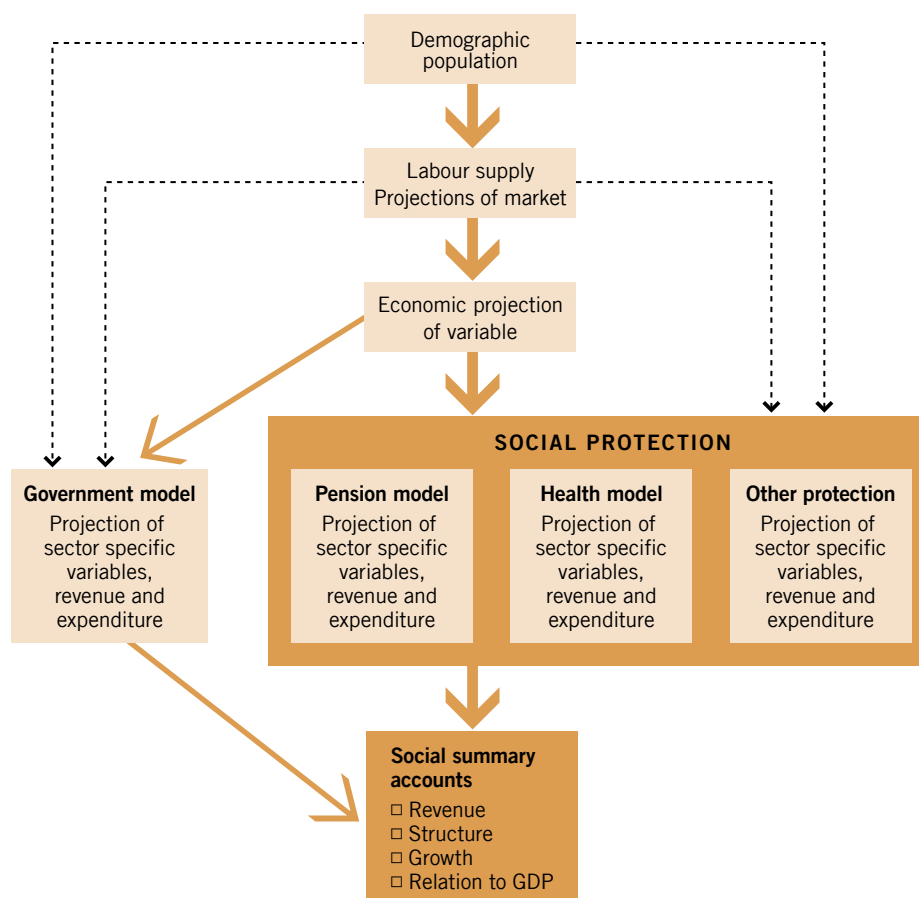 Demographic
population
Labour supply
Projections of market
Economic projection
of variable
SOCIAL PROTECTION
Government model
Projection of
sector specific
variables,
revenue and
expenditure
Pension model
Projection of
sector specific
variables,
revenue and
expenditure
Health model
Projection of
sector specific
variables,
revenue and
expenditure
Other protection
Projection of
sector specific
variables,
revenue and
expenditure
Social summary
accounts
□ Revenue
□ Structure
□ Growth
□ Relation to GDP